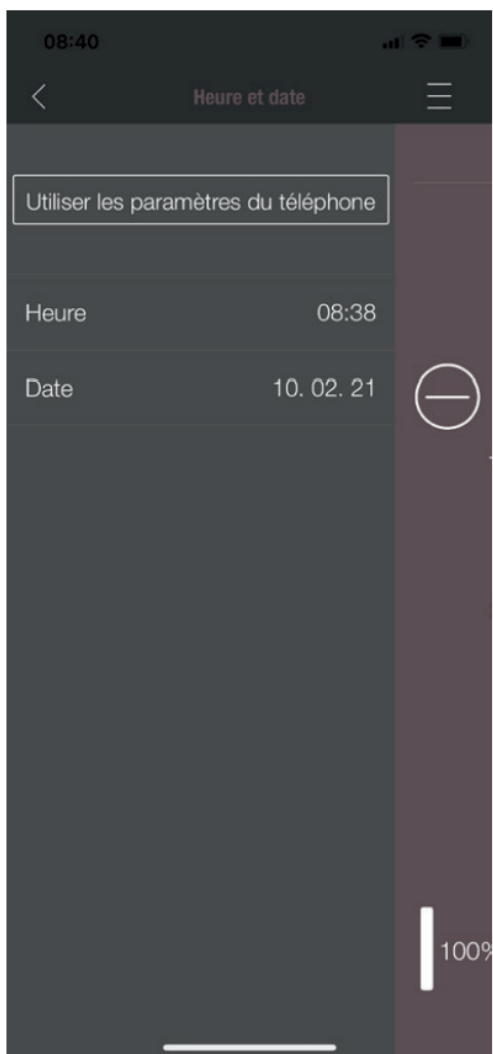 08:40
Heure et date
Utiliser les paramètres du téléphone
Heure 08:38
Date 10. 02. 21
100%